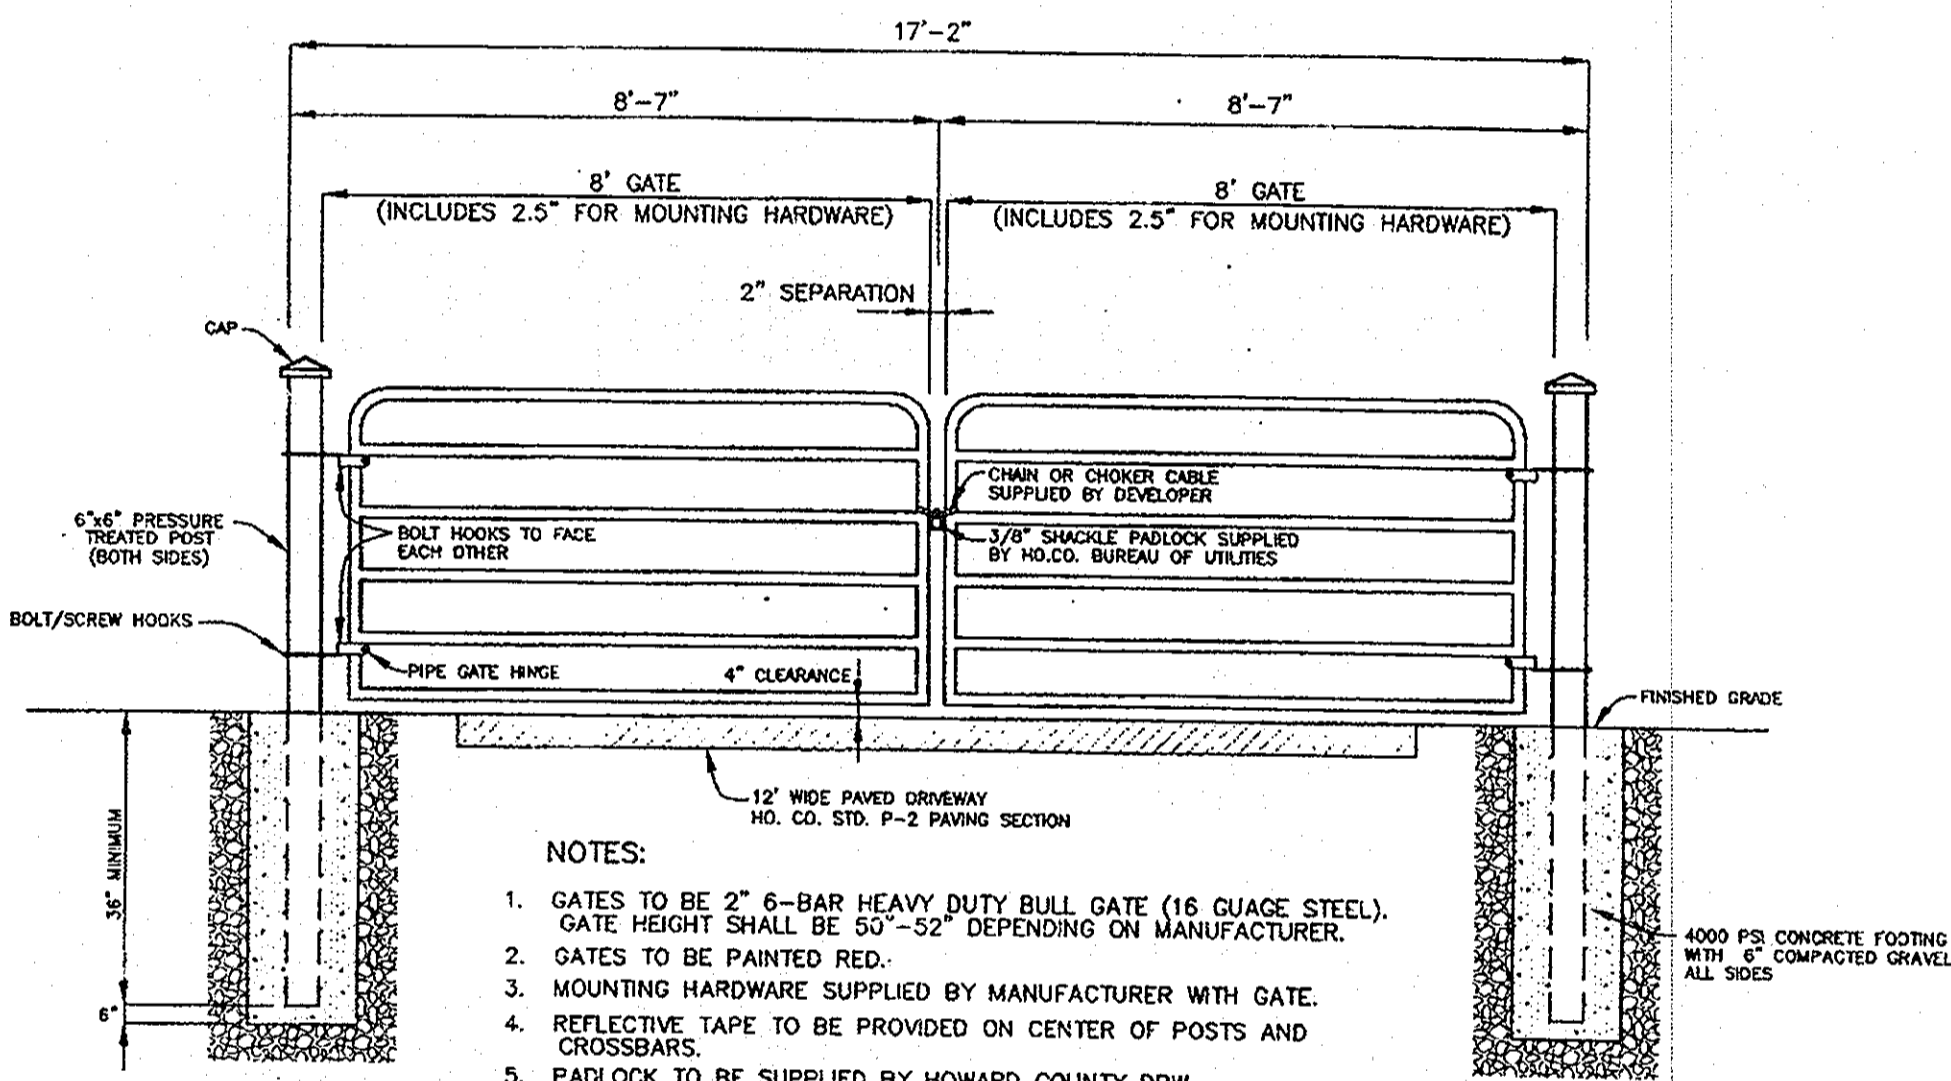 17'-2"
8'-7"
8'-7"
8' GATE
(INCLUDES 2.5" FOR MOUNTING HARDWARE)
8' GATE
(INCLUDES 2.5" FOR MOUNTING HARDWARE)
2" SEPARATION
CAP
CHAIN OR CHOKER CABLE
SUPPLIED BY DEVELOPER
6"x6" PRESSURE
TREATED POST
(BOTH SIDES)
BOLT HOOKS TO FACE
EACH OTHER
3/8" SHACKLE PADLOCK SUPPLIED
BY HO.CO. BUREAU OF UTILITIES
BOLT/SCREW HOOKS
PIPE GATE HINGE
4" CLEARANCE
FINISHED GRADE
12' WIDE PAVED DRIVEWAY
HO. CO. STD. P-2 PAVING SECTION
36" MINIMUM
6"
NOTES:
1. GATES TO BE 2" 6-BAR HEAVY DUTY BULL GATE (16 GUAGE STEEL).
GATE HEIGHT SHALL BE 50"-52" DEPENDING ON MANUFACTURER.
2. GATES TO BE PAINTED RED.
3. MOUNTING HARDWARE SUPPLIED BY MANUFACTURER WITH GATE.
4. REFLECTIVE TAPE TO BE PROVIDED ON CENTER OF POSTS AND
CROSSBARS.
5. PADLOCK TO BE SUPPLIED BY HOWARD COUNTY DPW
4000 PSI CONCRETE FOOTING
WITH 6" COMPACTED GRAVEL
ALL SIDES